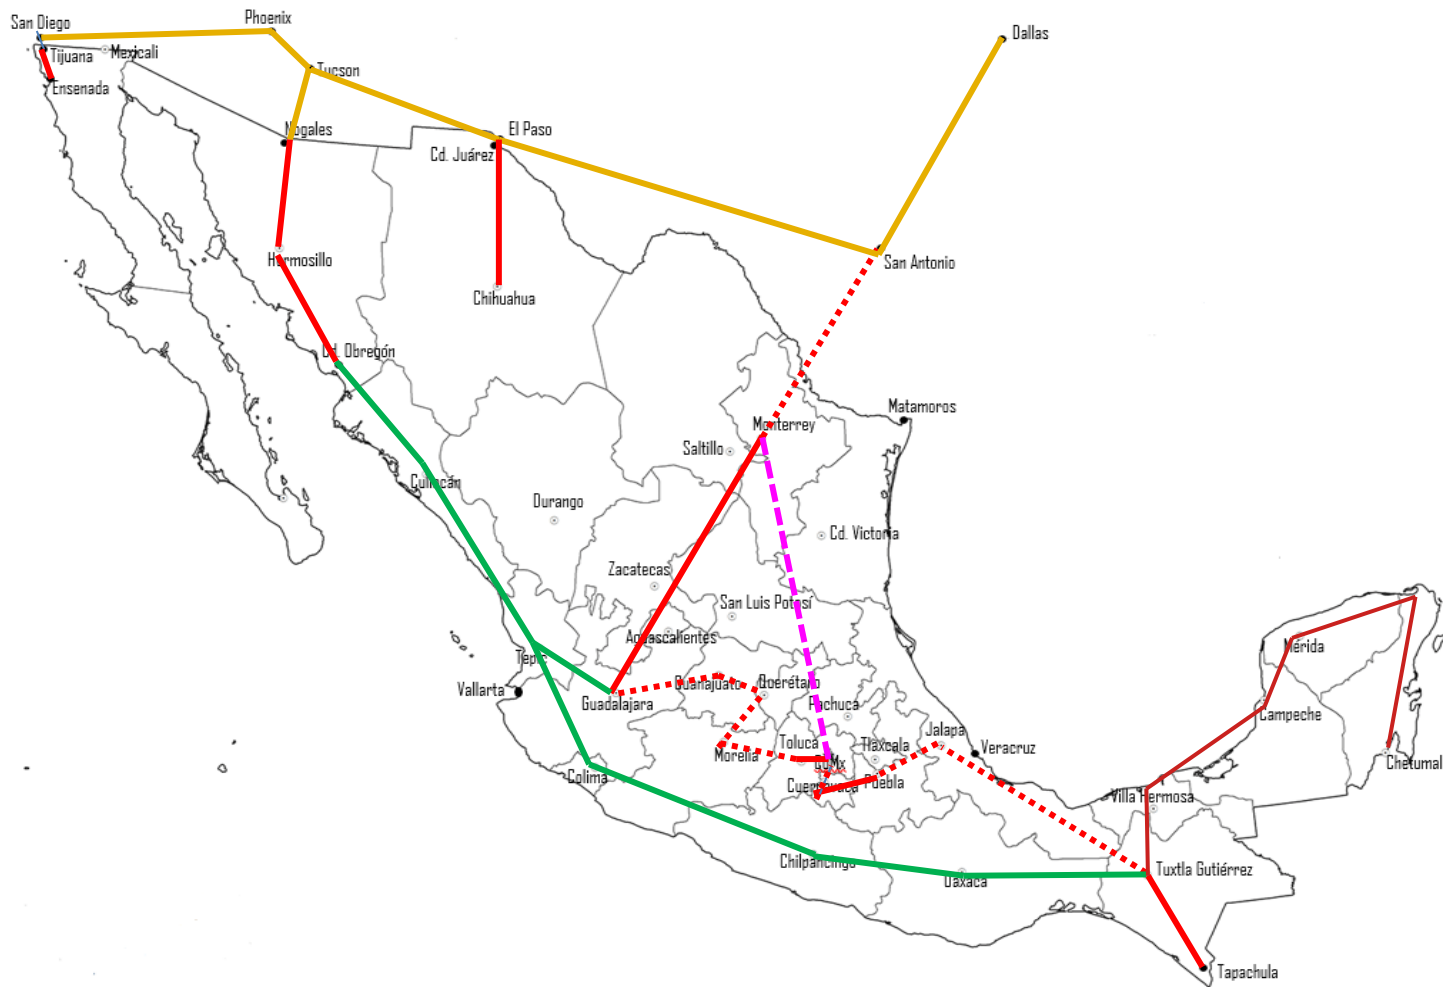 San Diego
Phoenix
Dallas
Tijuana
Mexicali
Tucson
Ensenada
Nogales
El Paso
Cd. Juárez
Hermosillo
San Antonio
Chihuahua
Cd. Obregón
Matamoros
Monterrey
Saltillo
Culiacán
Durango
Cd. Victoria
Zacatecas
San Luis Potosí
Aguascalientes
Mérida
Tepic
Guanajuato
Querétaro
Vallarta
Guadalajara
Pachuca
Campeche
Jalapa
Toluca
Tlaxcala
Veracruz
Morelia
CdMx
Chetumal
Colima
Cuernavaca
Puebla
Villa Hermosa
Chilpancingo
Tuxtla Gutiérrez
Oaxaca
Tapachula